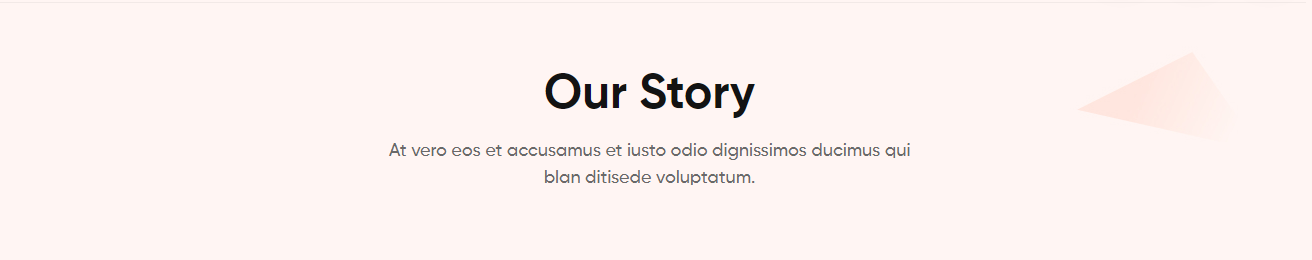 Our Story
At vero eos et accusamus et iusto odio dignissimos ducimus qui
blan ditisede voluptatum.